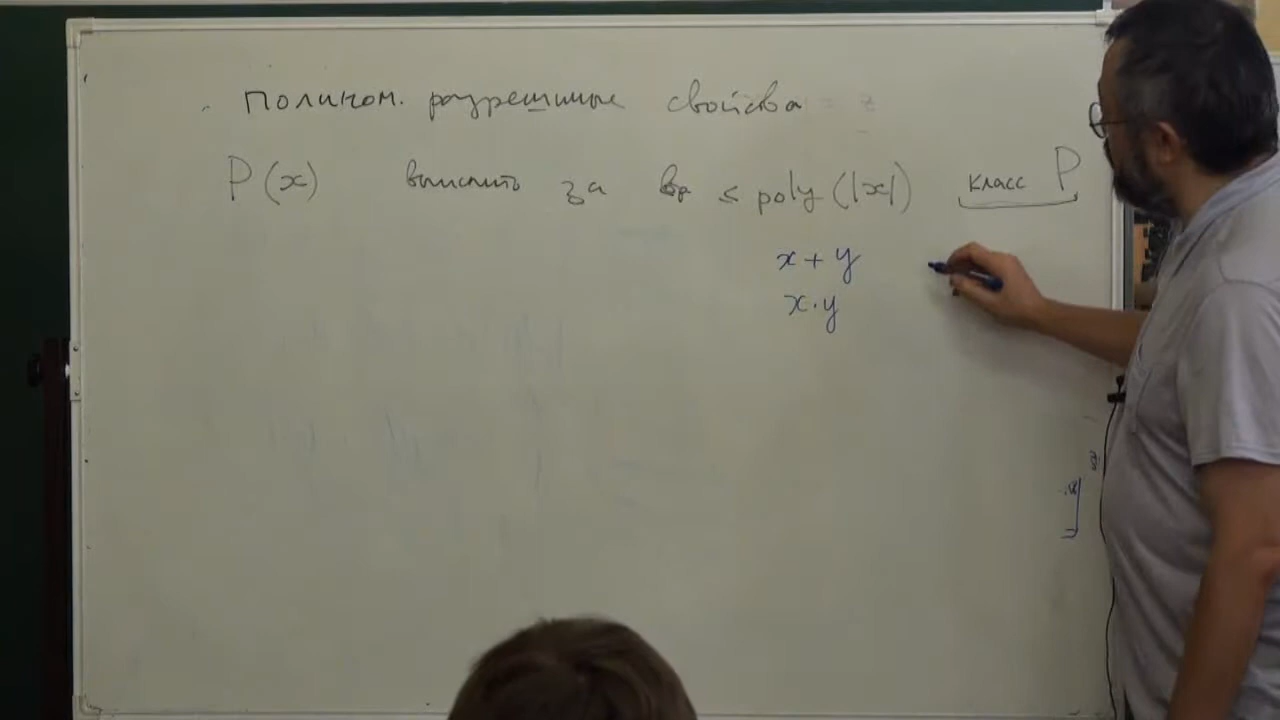 полином. разрешимые свойства
P(x) вычислить за вр ≤ poly(|x|) класс P
x + y
x · y